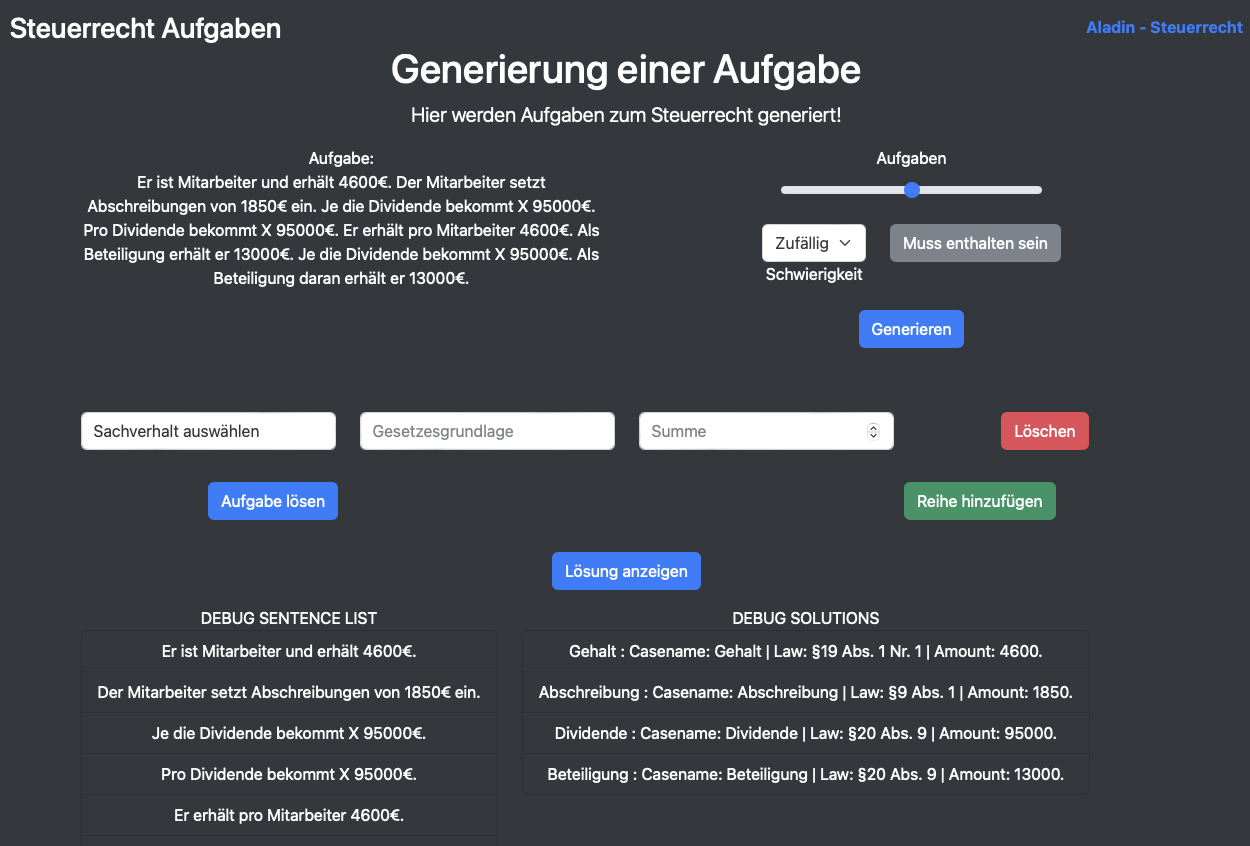 Steuerrecht Aufgaben
Aladin - Steuerrecht
Generierung einer Aufgabe
Hier werden Aufgaben zum Steuerrecht generiert!
Aufgabe:
Er ist Mitarbeiter und erhält 4600€. Der Mitarbeiter setzt
Abschreibungen von 1850€ ein. Je die Dividende bekommt X 95000€.
Pro Dividende bekommt X 95000€. Er erhält pro Mitarbeiter 4600€. Als
Beteiligung erhält er 13000€. Je die Dividende bekommt X 95000€. Als
Beteiligung daran erhält er 13000€.
Aufgaben
Zufällig
Muss enthalten sein
Schwierigkeit
Generieren
Sachverhalt auswählen
Gesetzesgrundlage
Summe
Löschen
Aufgabe lösen
Reihe hinzufügen
Lösung anzeigen
DEBUG SENTENCE LIST
Er ist Mitarbeiter und erhält 4600€.
Der Mitarbeiter setzt Abschreibungen von 1850€ ein.
Je die Dividende bekommt X 95000€.
Pro Dividende bekommt X 95000€.
Er erhält pro Mitarbeiter 4600€.
DEBUG SOLUTIONS
Gehalt : Casename: Gehalt | Law: §19 Abs. 1 Nr. 1 | Amount: 4600.
Abschreibung : Casename: Abschreibung | Law: §9 Abs. 1 | Amount: 1850.
Dividende : Casename: Dividende | Law: §20 Abs. 9 | Amount: 95000.
Beteiligung : Casename: Beteiligung | Law: §20 Abs. 9 | Amount: 13000.